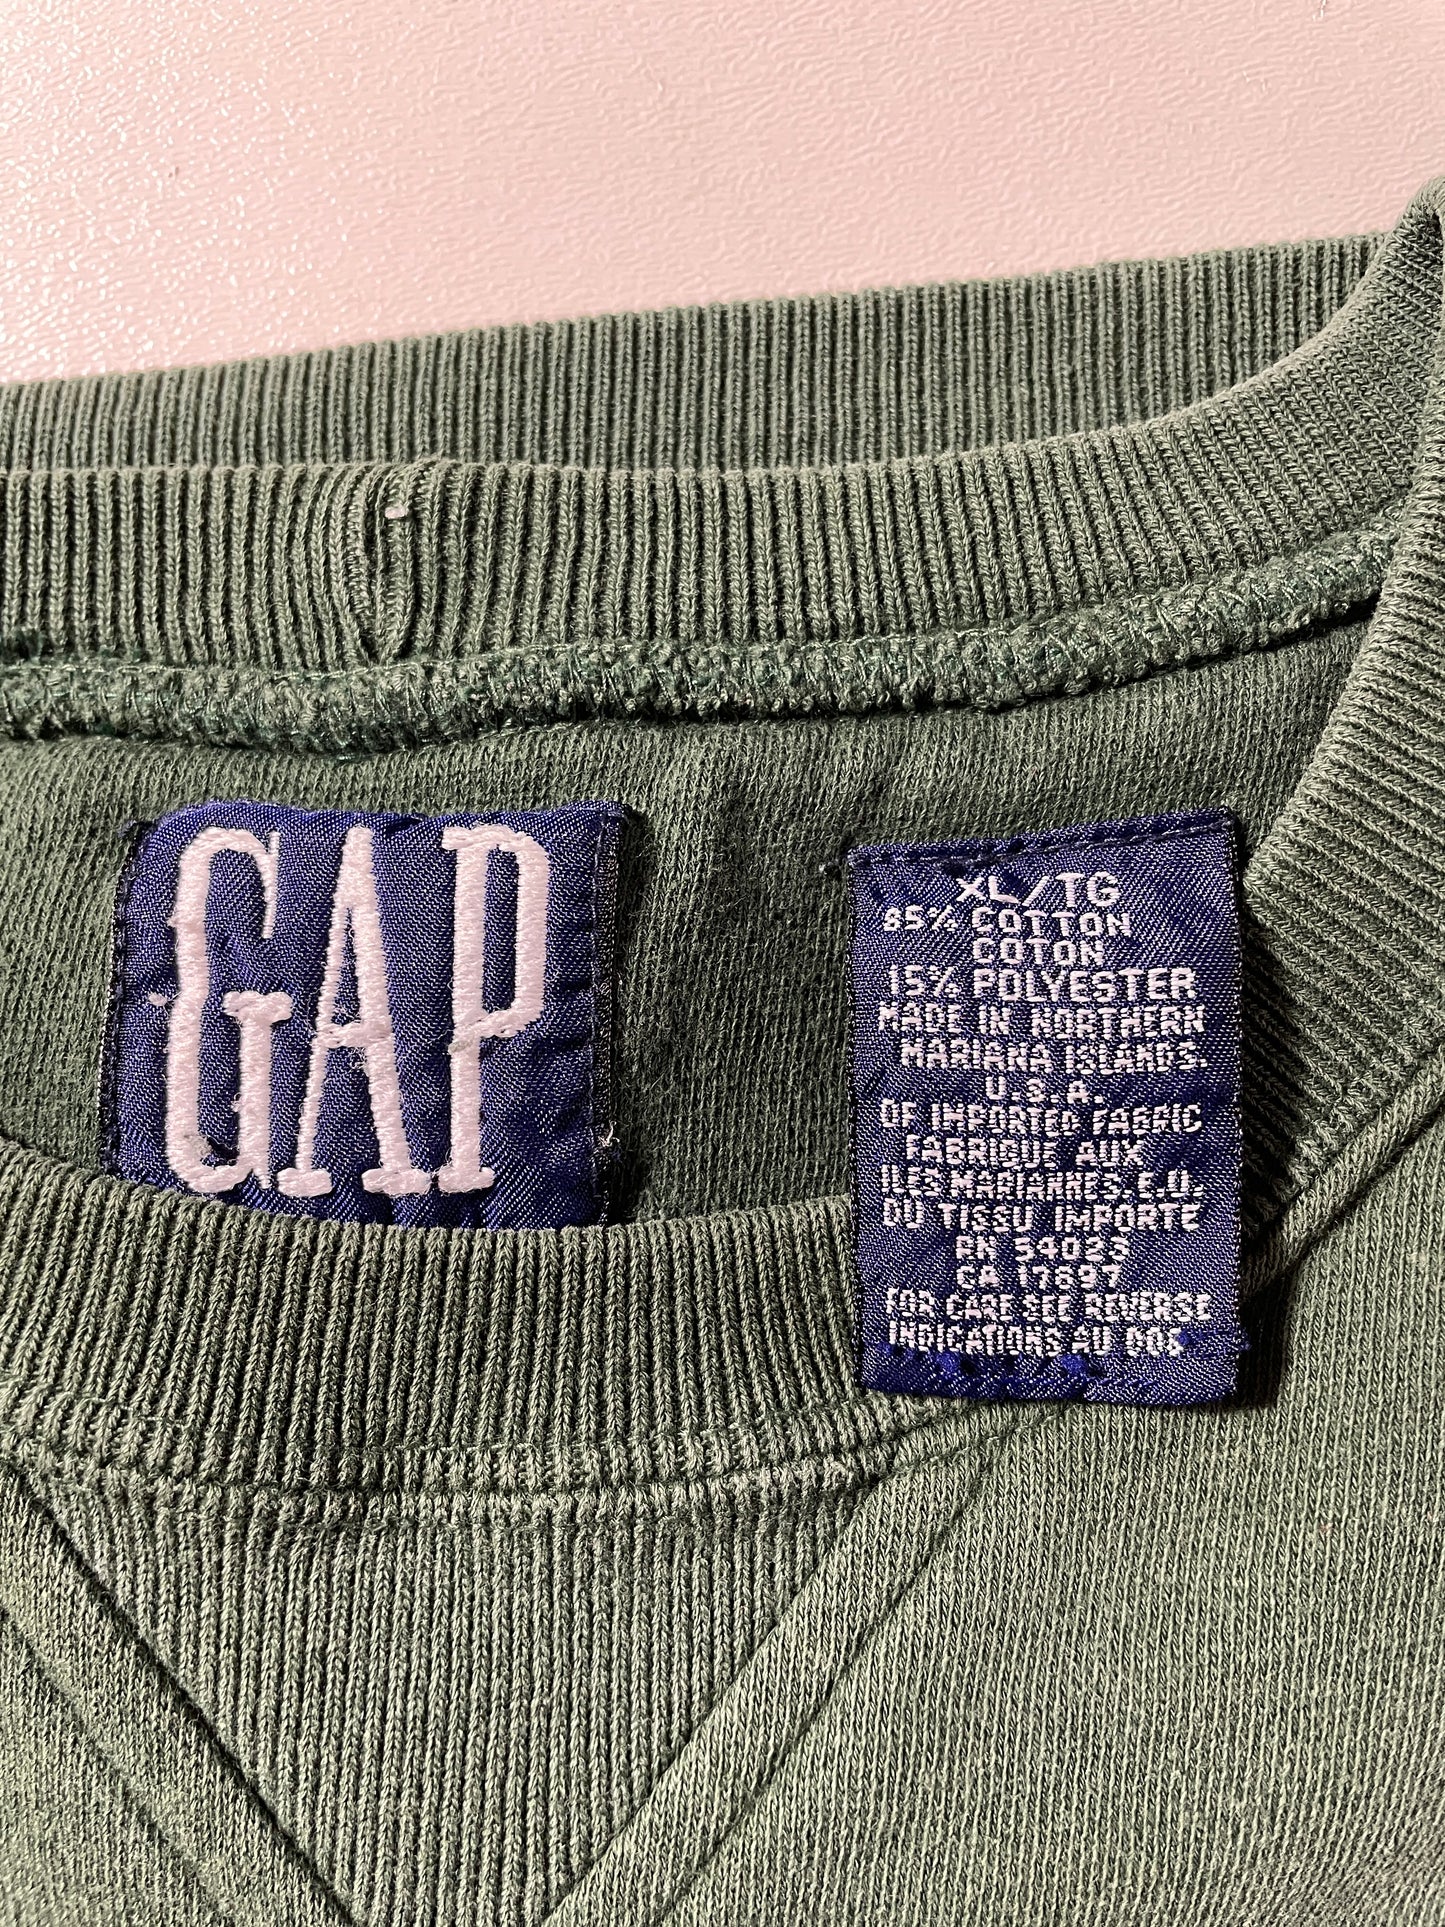 GAP
XL/TG
85% COTTON
COTON
15% POLYESTER
MADE IN NORTHERN
MARIANA ISLANDS.
U.S.A.
OF IMPORTED FABRIC
FABRIQUE AUX
ILES MARIANNES E.U.
DU TISSU IMPORTE
RN 54023
CA 17897
FOR CARE SEE REVERSE
INDICATIONS AU DOS